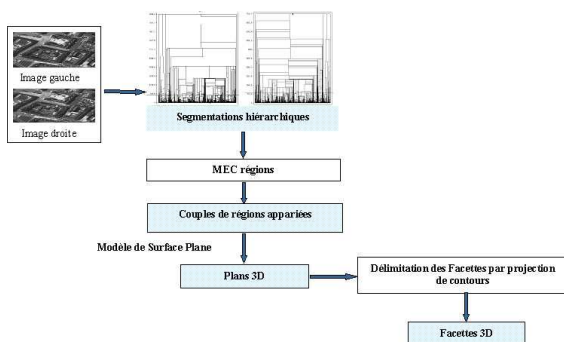 Image gauche
Image droite
Segmentations hiérarchiques
MEC régions
Couples de régions appariées
Modèle de Surface Plane
Plans 3D
Délimitation des Facettes par projection
de contours
Facettes 3D